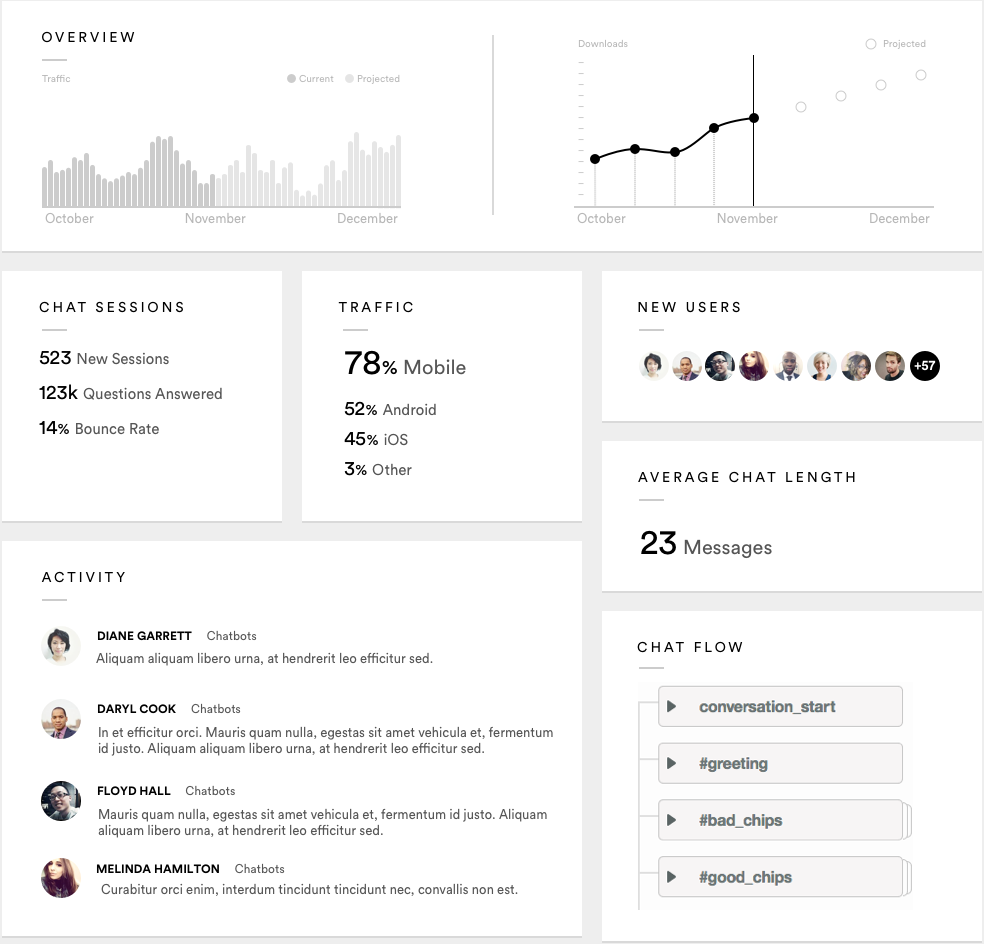 OVERVIEW
Traffic
Current Projected
October November December
Downloads
Projected
October November December
CHAT SESSIONS
523 New Sessions
123k Questions Answered
14% Bounce Rate
TRAFFIC
78% Mobile
52% Android
45% iOS
3% Other
NEW USERS
+57
AVERAGE CHAT LENGTH
23 Messages
ACTIVITY
DIANE GARRETT Chatbots
Aliquam aliquam libero urna, at hendrerit leo efficitur sed.
DARYL COOK Chatbots
In et efficitur orci. Mauris quam nulla, egestas sit amet vehicula et, fermentum
id justo. Aliquam aliquam libero urna, at hendrerit leo efficitur sed.
FLOYD HALL Chatbots
Mauris quam nulla, egestas sit amet vehicula et, fermentum id justo. Aliquam
aliquam libero urna, at hendrerit leo efficitur sed.
MELINDA HAMILTON Chatbots
Curabitur orci enim, interdum tincidunt tincidunt nec, convallis non est.
CHAT FLOW
conversation_start
#greeting
#bad_chips
#good_chips